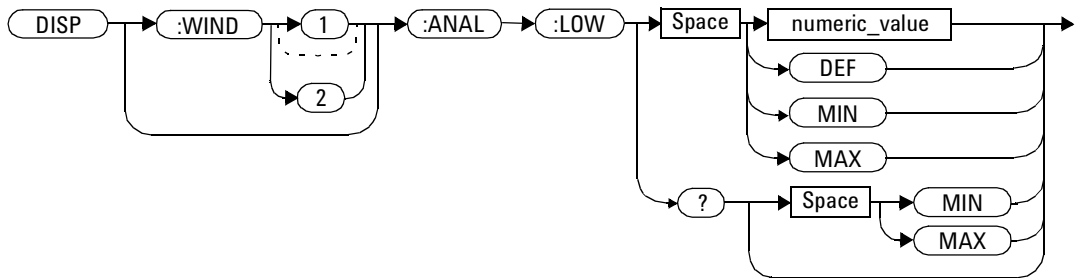 DISP :WIND 1 :ANAL :LOW Space numeric_value
DEF
2 MIN
MAX
? Space MIN
MAX